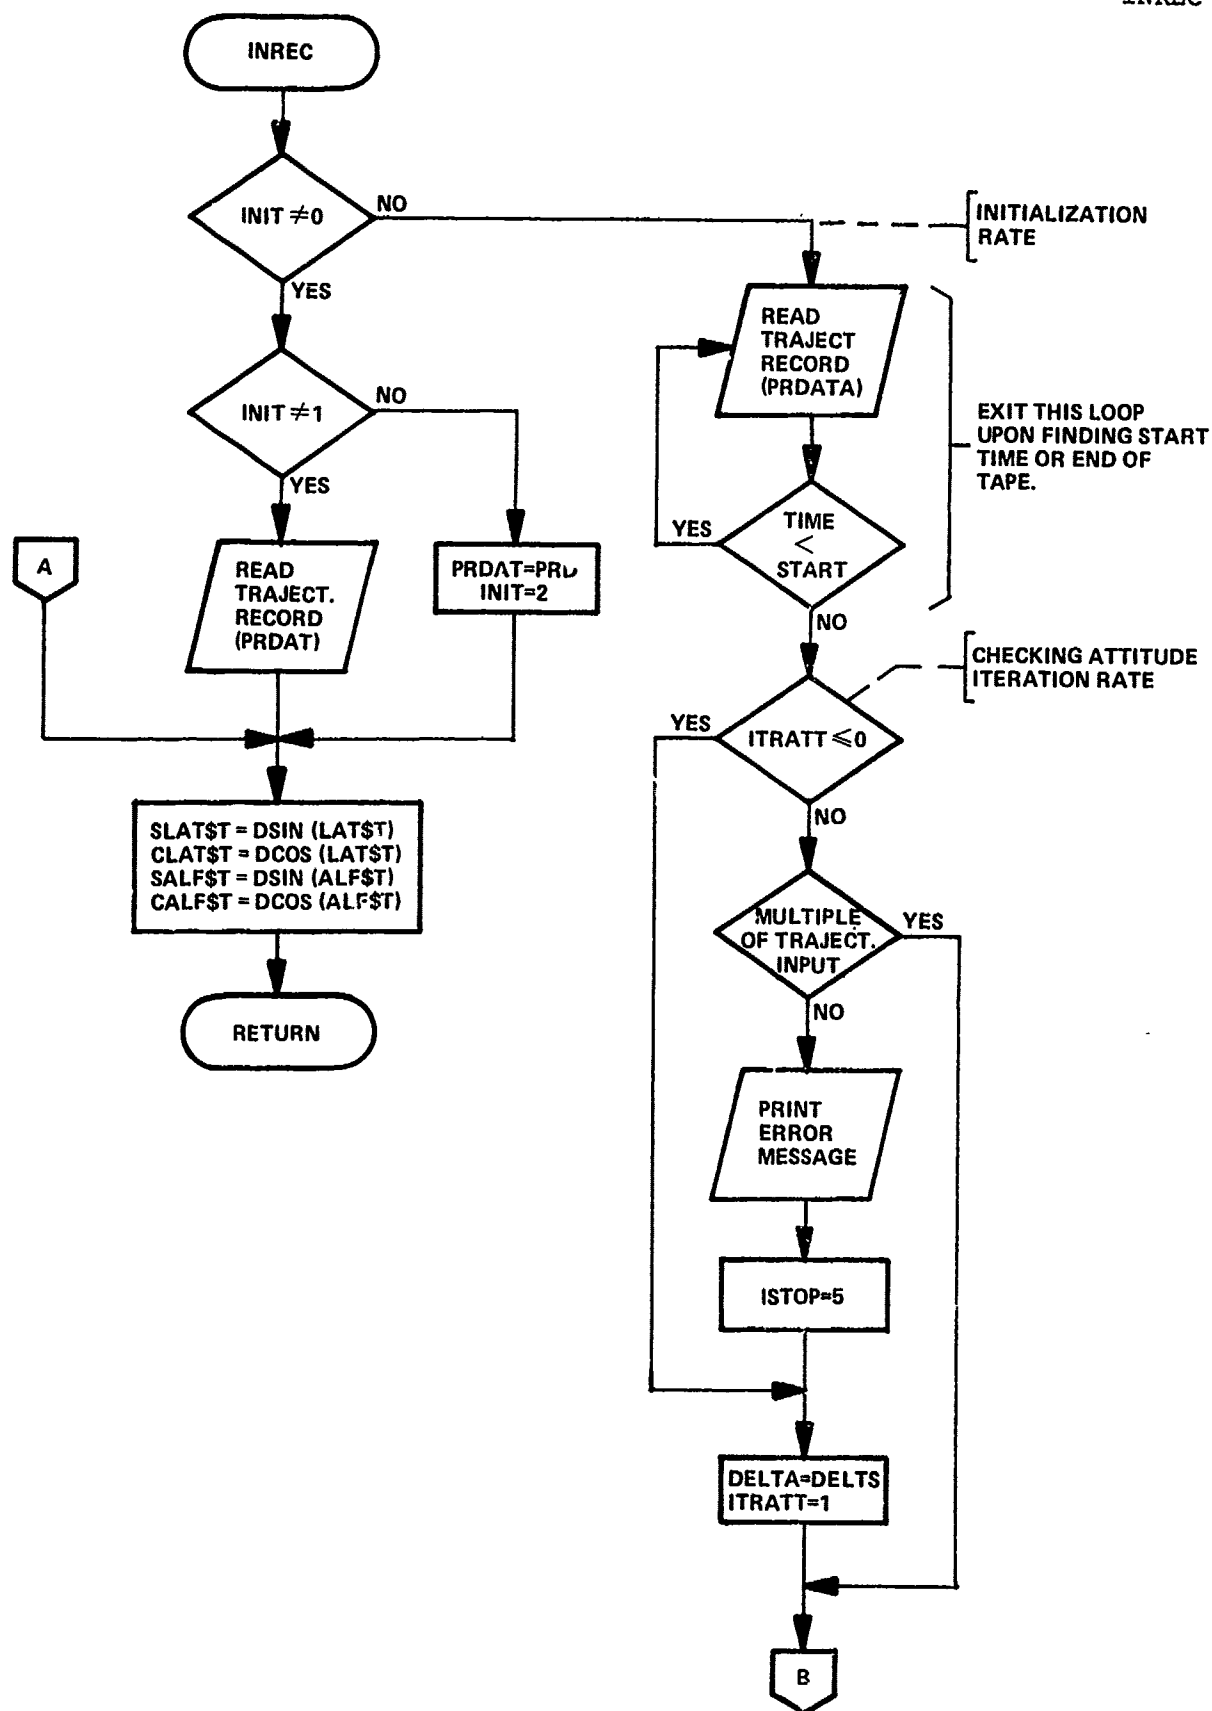 INREC
INIT ≠0
NO
YES
INIT ≠1
NO
YES
A
READ
TRAJECT.
RECORD
(PRDAT)
INIT=2
SLAT$T = DSIN (LAT$T)
CLAT$T = DCOS (LAT$T)
SALF$T = DSIN (ALF$T)
CALF$T = DCOS (ALF$T)
RETURN
INITIALIZATION
RATE
READ
TRAJECT
RECORD
(PRDATA)
EXIT THIS LOOP
UPON FINDING START
TIME OR END OF
TAPE.
TIME
<
START
YES
NO
CHECKING ATTITUDE
ITERATION RATE
YES
ITRATT ≤0
NO
MULTIPLE
OF TRAJECT.
INPUT
YES
NO
PRINT
ERROR
MESSAGE
ISTOP=5
DELTA=DELTS
ITRATT=1
B